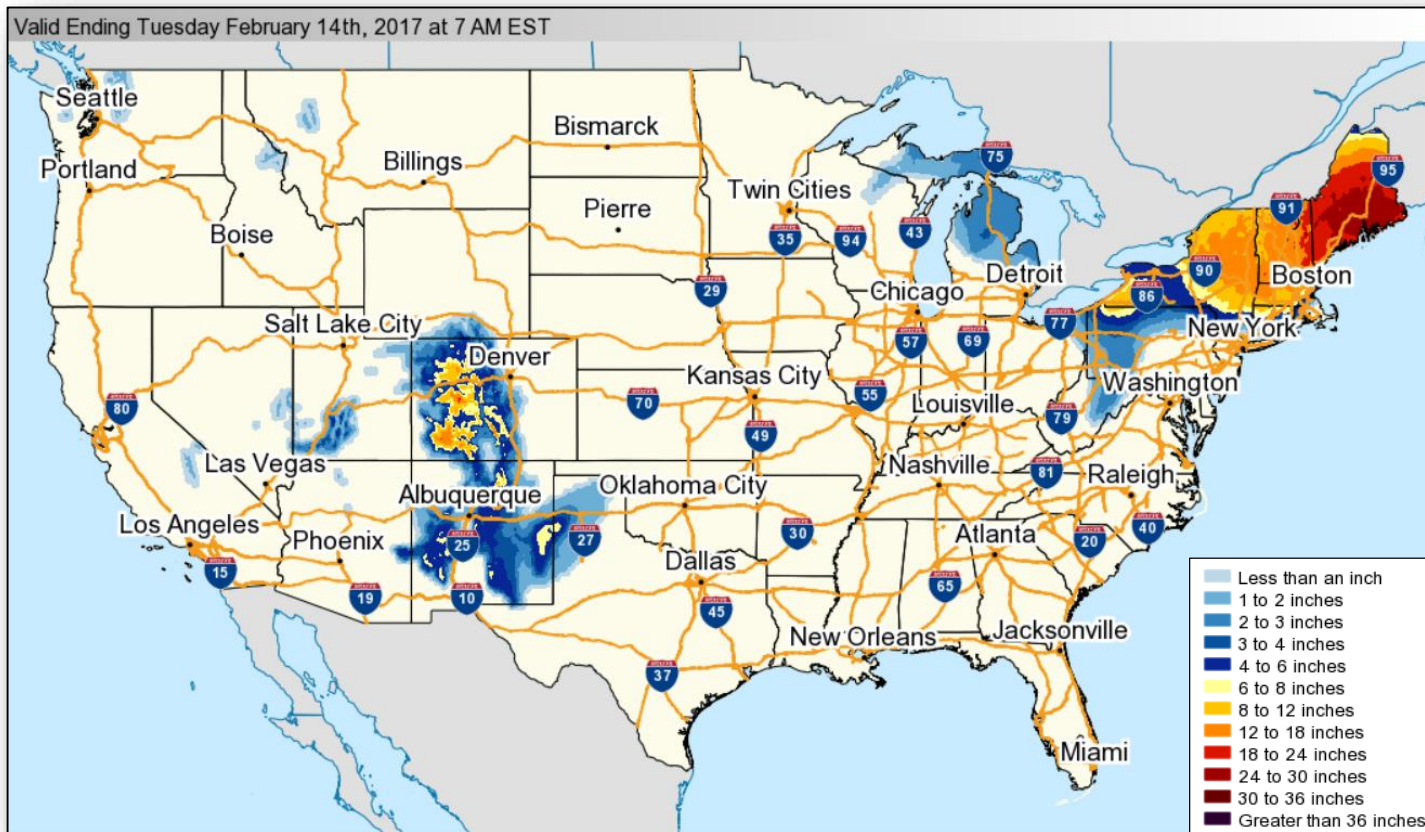 Valid Ending Tuesday February 14th, 2017 at 7 AM EST
Seattle
Bismarck
75
95
Portland
Billings
Twin Cities
91
Pierre
Boise
35
94
43
90
Detroit
Boston
29
Chicago
86
77
Salt Lake City
New York
57
69
Denver
Kansas City
Washington
80
70
55
Louisville
79
49
Las Vegas
Nashville
81
Raleigh
Albuquerque
Oklahoma City
Los Angeles
Phoenix
25
27
30
Atlanta
20
40
15
Dallas
65
19
10
45
New Orleans
Jacksonville
37
Miami
Less than an inch
1 to 2 inches
2 to 3 inches
3 to 4 inches
4 to 6 inches
6 to 8 inches
8 to 12 inches
12 to 18 inches
18 to 24 inches
24 to 30 inches
30 to 36 inches
Greater than 36 inches